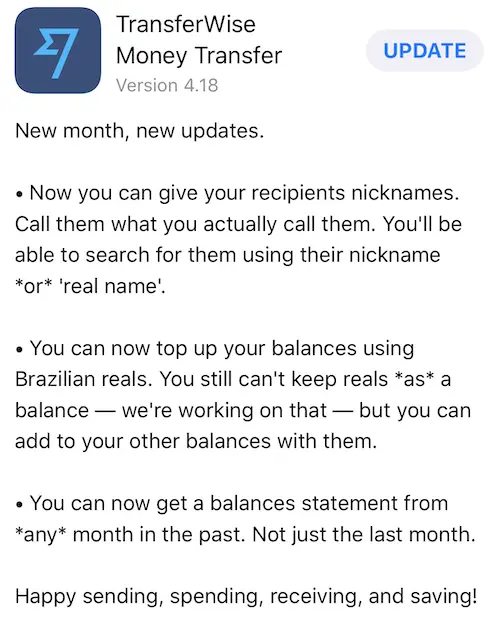 TransferWise
Money Transfer
Version 4.18
UPDATE
New month, new updates.
• Now you can give your recipients nicknames.
Call them what you actually call them. You'll be
able to search for them using their nickname
*or* 'real name'.
• You can now top up your balances using
Brazilian reals. You still can't keep reals *as* a
balance — we're working on that — but you can
add to your other balances with them.
• You can now get a balances statement from
*any* month in the past. Not just the last month.
Happy sending, spending, receiving, and saving!